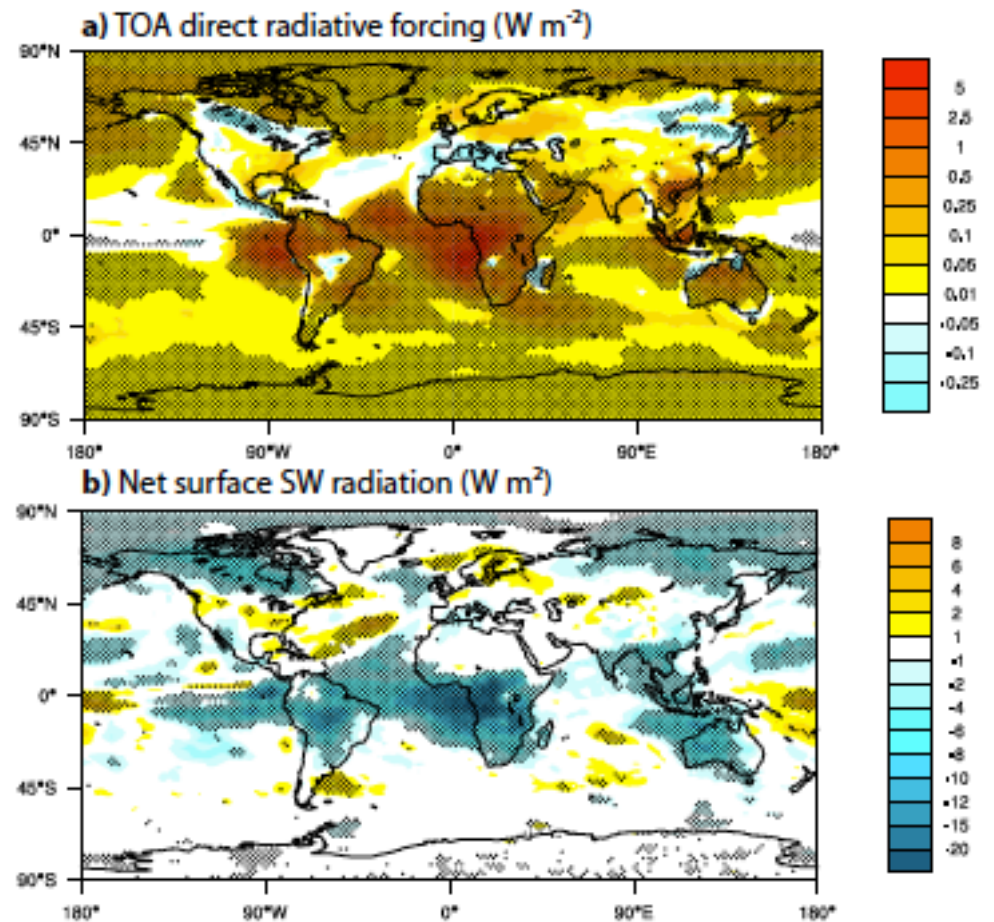 a) TOA direct radiative forcing (W m⁻²)
90°N
45°N
0°
45°S
90°S
180° 90°W 0° 90°E 180°
5
2.5
1
0.5
0.25
0.1
0.05
0.01
-0.05
-0.1
-0.25
b) Net surface SW radiation (W m²)
90°N
45°N
0°
45°S
90°S
180° 90°W 0° 90°E 180°
8
6
4
2
1
-1
-2
-4
-6
-8
-10
-12
-15
-20